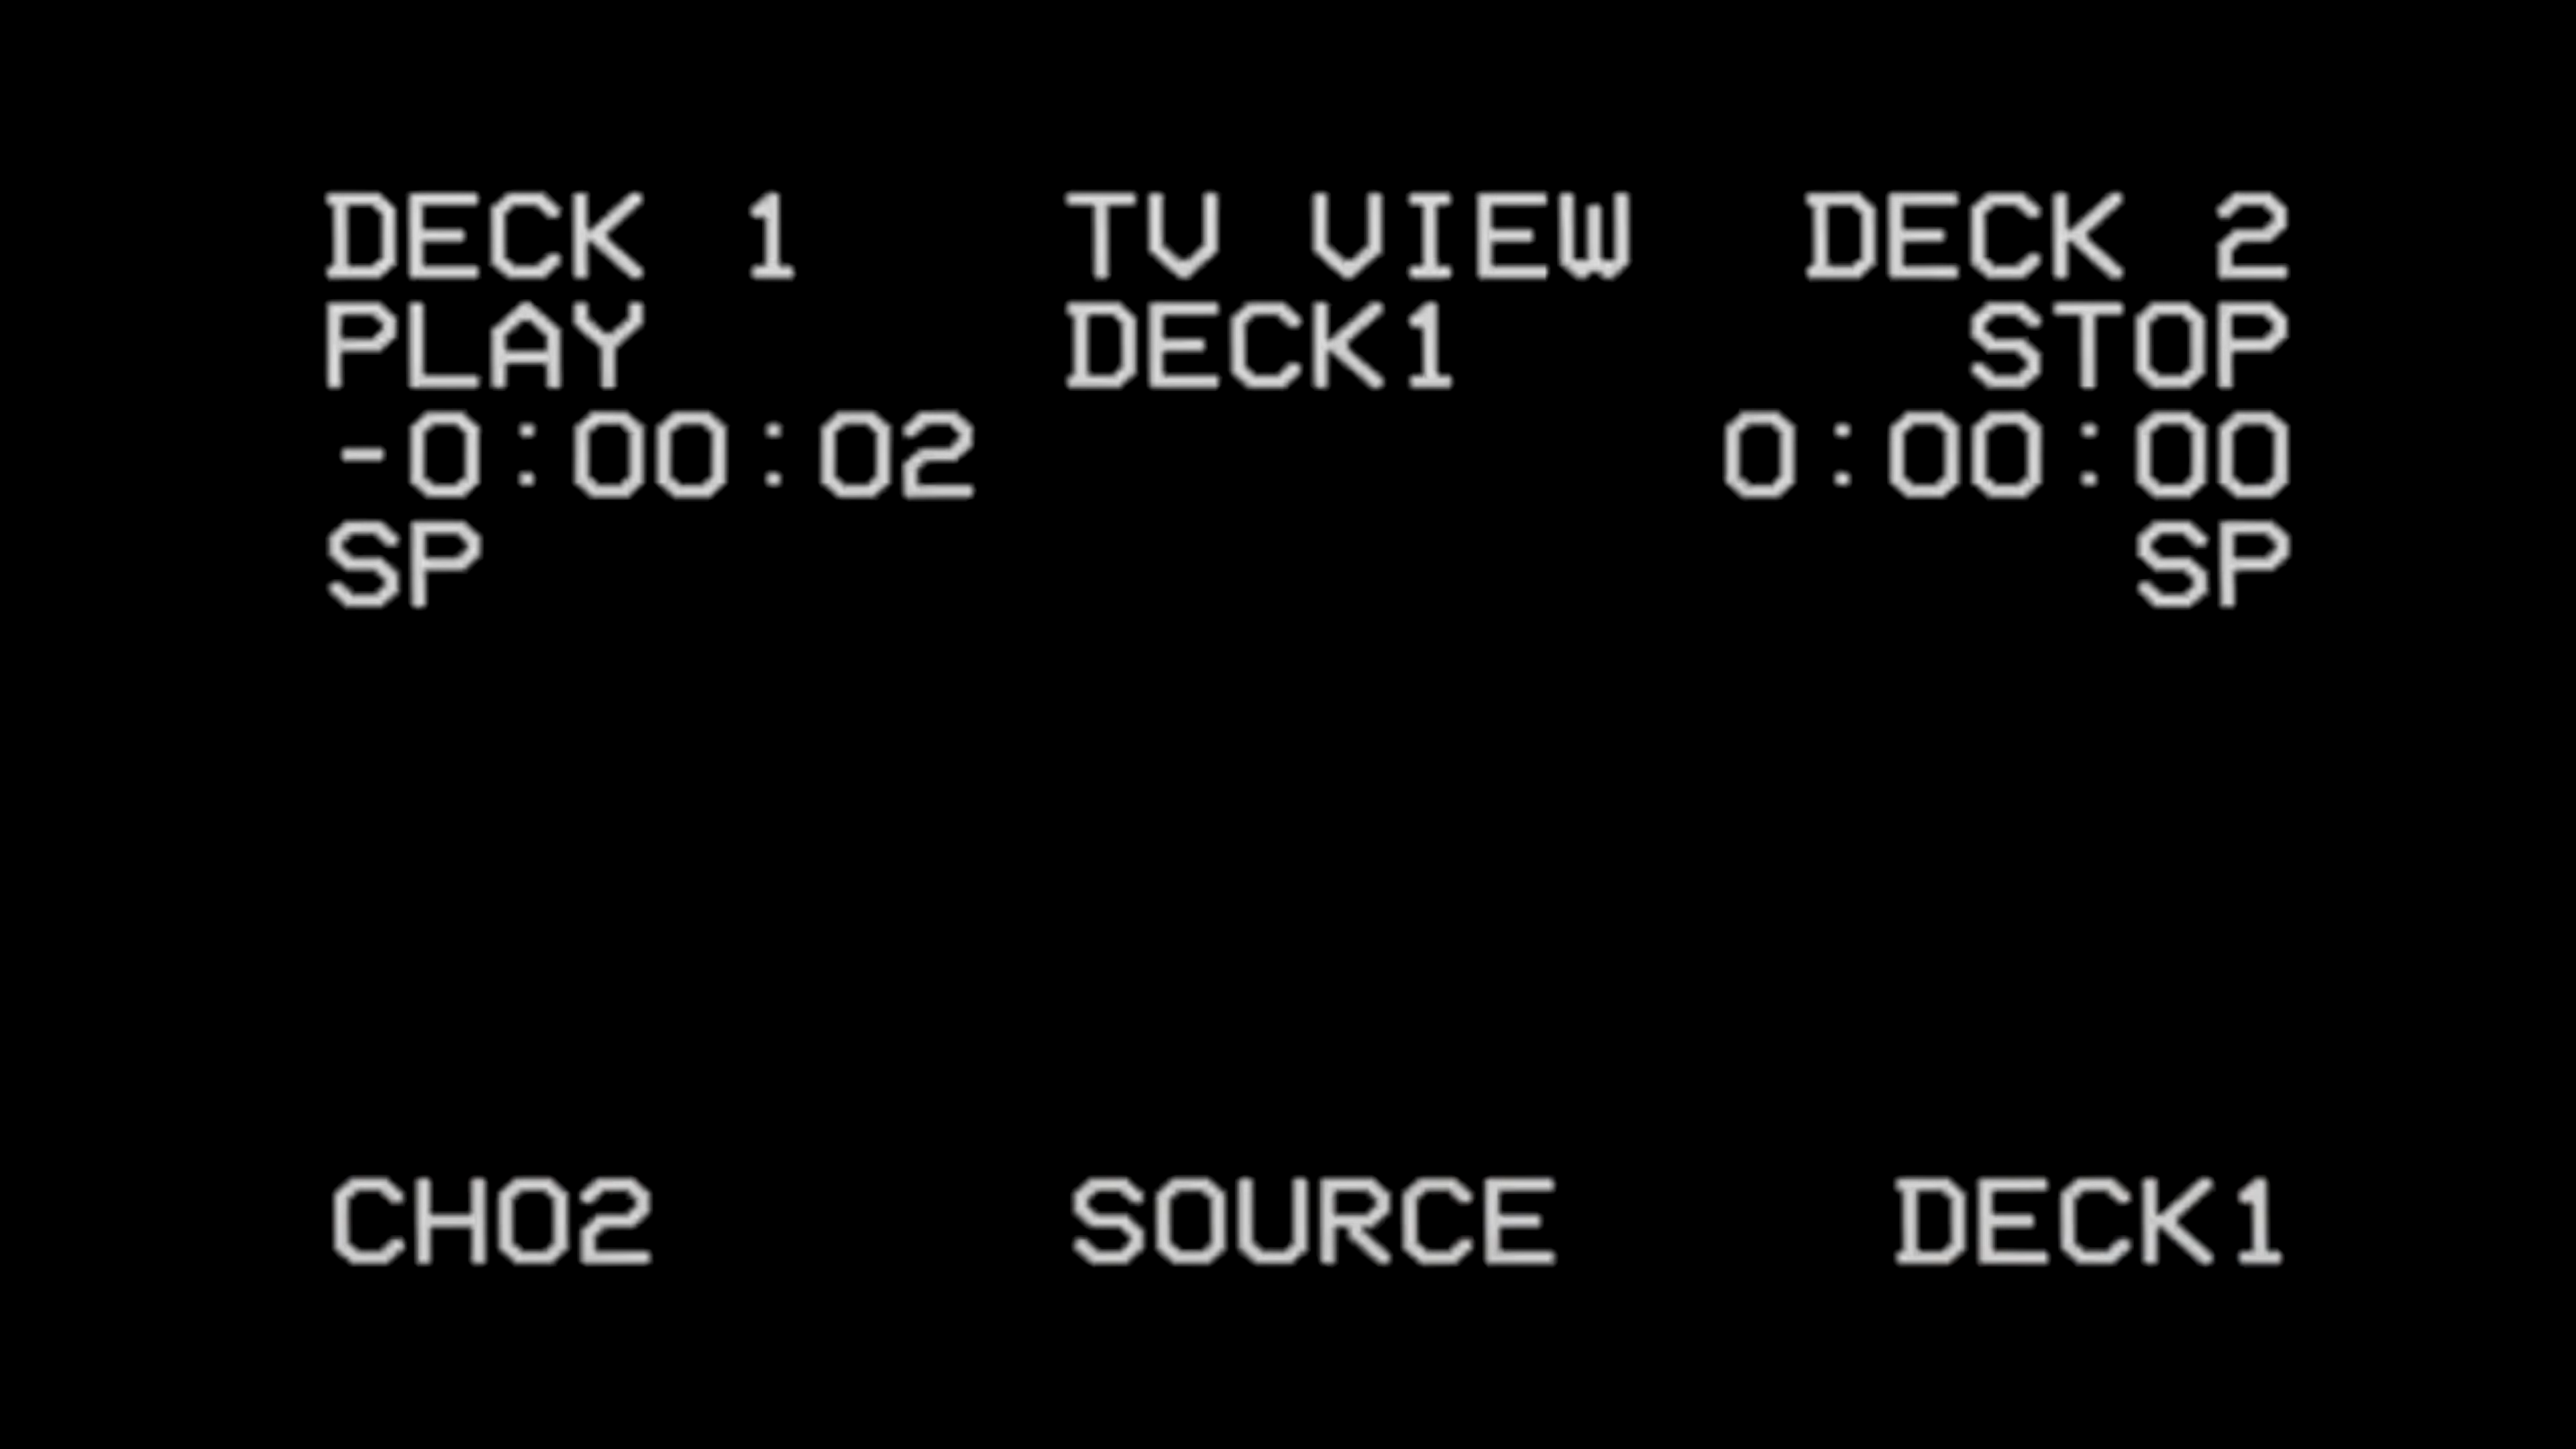 DECK 1 TV VIEW DECK 2
PLAY DECK1 STOP
-0:00:02 0:00:00
SP SP
CH02 SOURCE DECK1